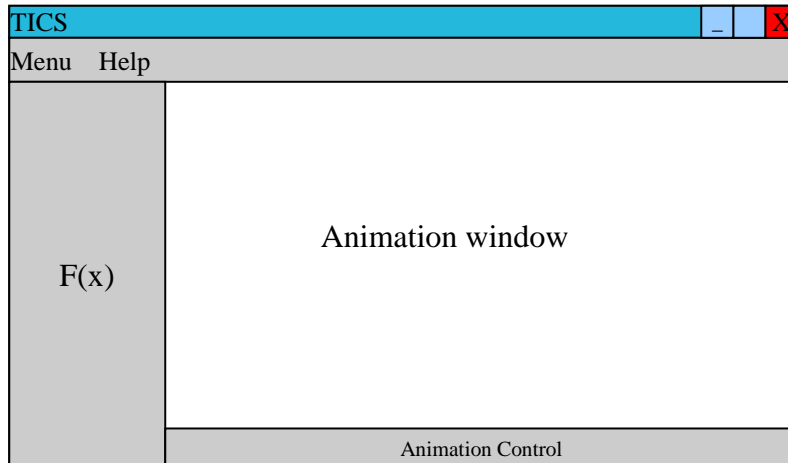 TICS _ X
Menu Help
Animation window
F(x)
Animation Control